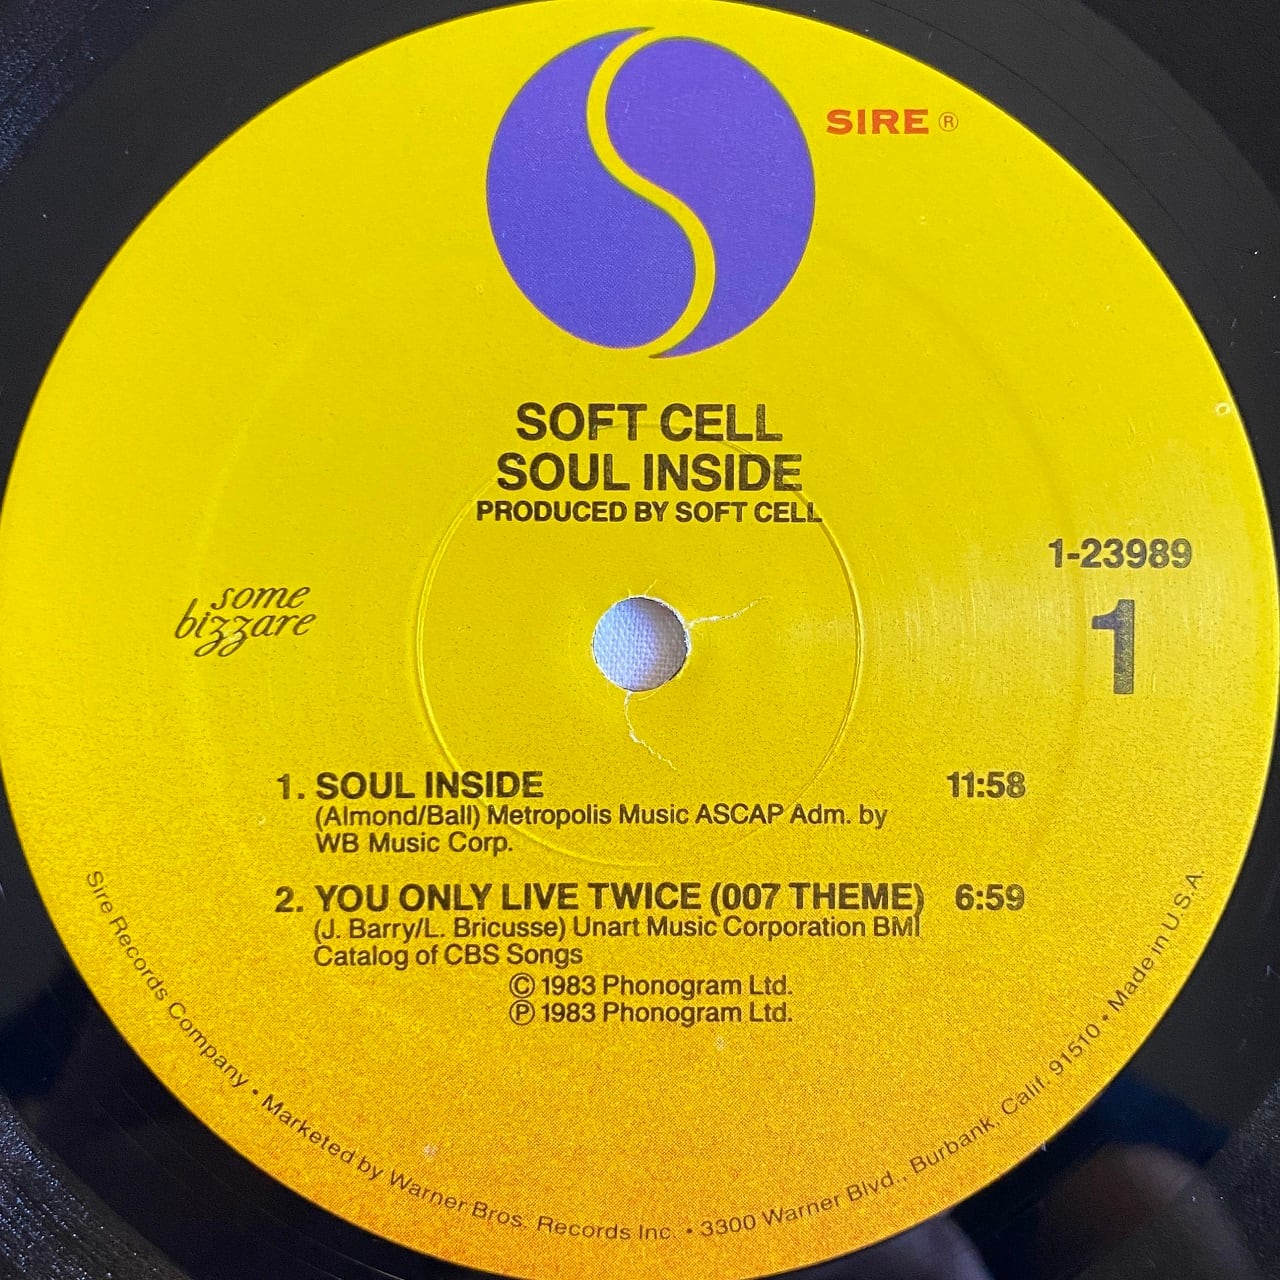 SIRE ®
SOFT CELL
SOUL INSIDE
PRODUCED BY SOFT CELL
1-23989
1
some
bizzare
1. SOUL INSIDE 11:58
(Almond/Ball) Metropolis Music ASCAP Adm. by
WB Music Corp.
2. YOU ONLY LIVE TWICE (007 THEME) 6:59
(J. Barry/L. Bricusse) Unart Music Corporation BMI
Catalog of CBS Songs
© 1983 Phonogram Ltd.
℗ 1983 Phonogram Ltd.
Sire Records Company • Marketed by Warner Bros. Records Inc. • 3300 Warner Blvd., Burbank, Calif. 91510 • Made in U.S.A.